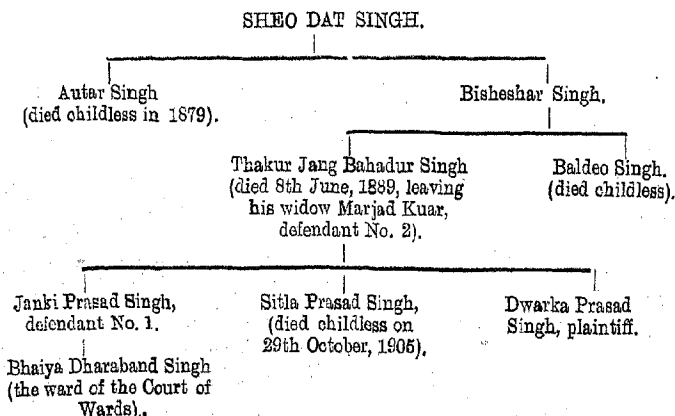 SHEO DAT SINGH.
Autar Singh
(died childless in 1879).
Bisheshar Singh.
Thakur Jang Bahadur Singh
(died 8th June, 1889, leaving
his widow Marjad Kuar,
defendant No. 2).
Baldeo Singh.
(died childless).
Janki Prasad Singh,
defendant No. 1.
Sitla Prasad Singh,
(died childless on
29th October, 1905).
Dwarka Prasad
Singh, plaintiff.
Bhaiya Dharaband Singh
(the ward of the Court of
Wards).